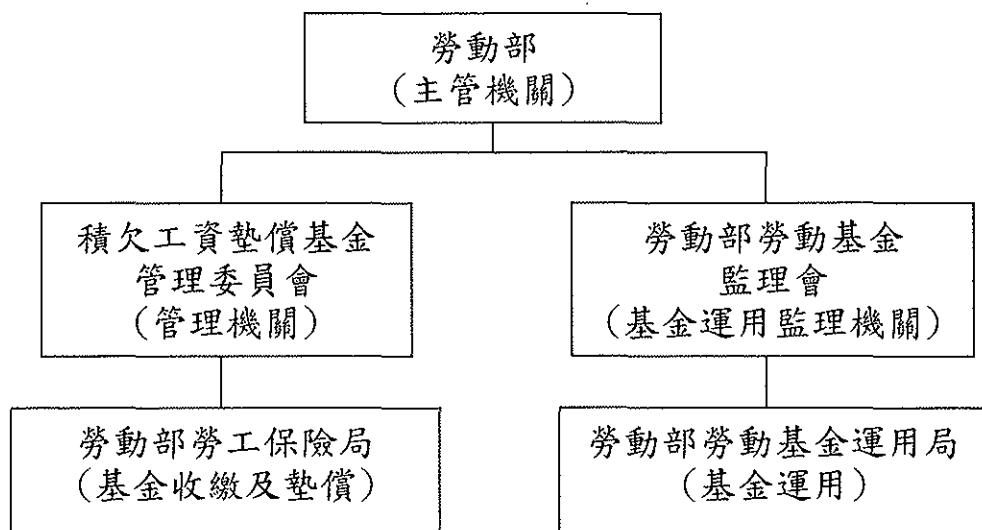 勞動部
(主管機關)
積欠工資墊償基金
管理委員會
(管理機關)
勞動部勞動基金
監理會
(基金運用監理機關)
勞動部勞工保險局
(基金收繳及墊償)
勞動部勞動基金運用局
(基金運用)